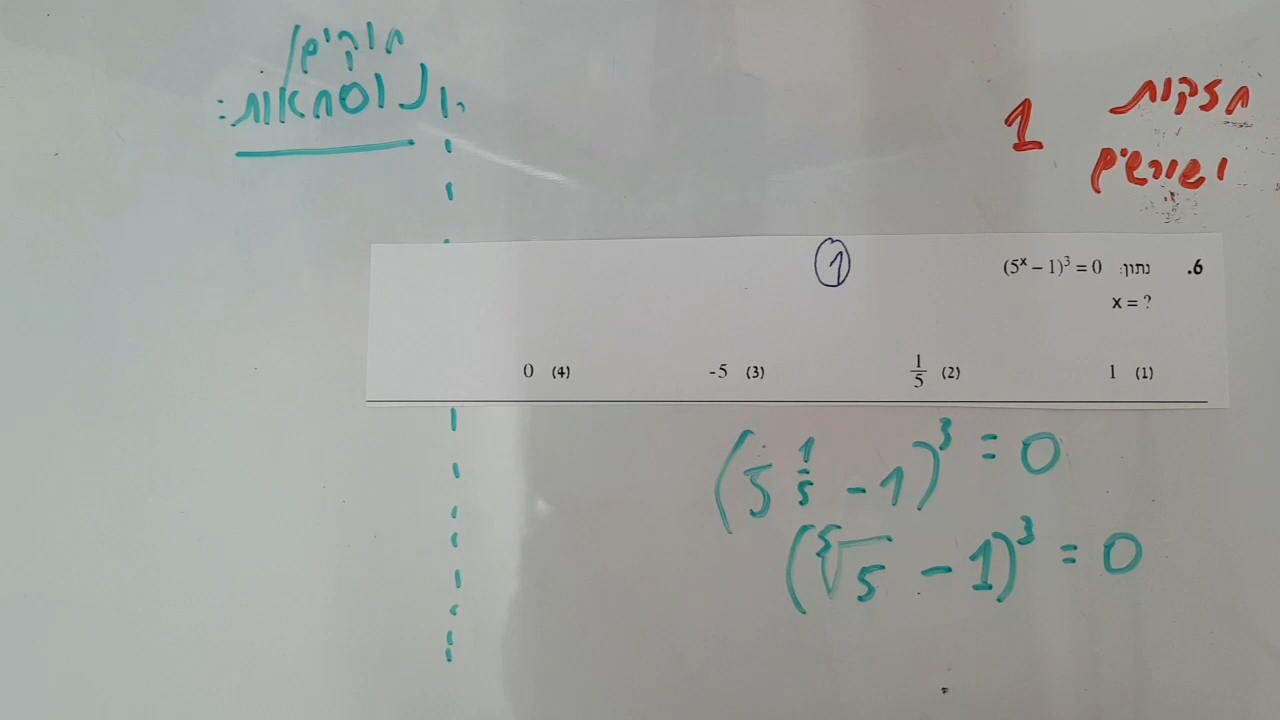 חזקות
ושורשים
1
חוקים/
נוסחאות:
1
6. נתון: (5ˣ – 1)³ = 0
x = ?
(1) 1 (2) 1/5 (3) -5 (4) 0
(5^(1/5) – 1)³ = 0
(⁵√5 – 1)³ = 0